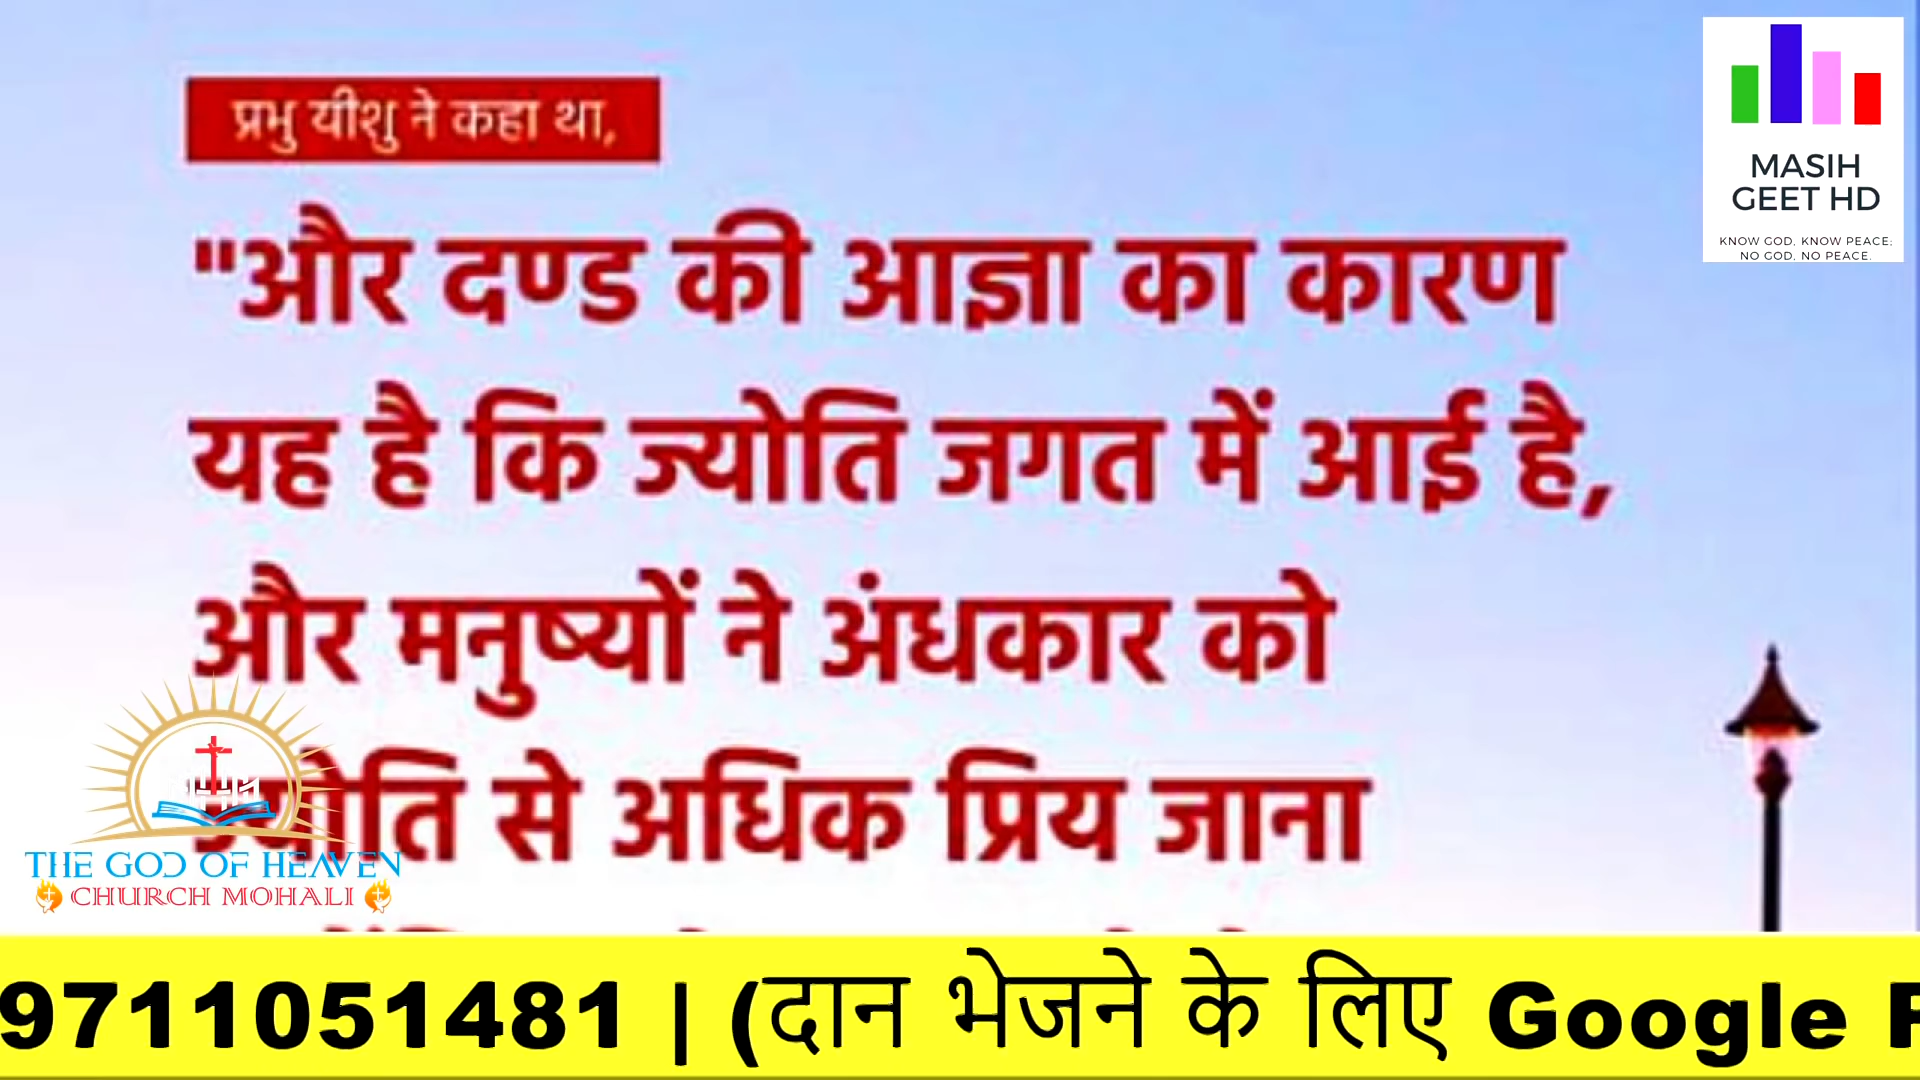 प्रभु यीशु ने कहा था,
"और दण्ड की आज्ञा का कारण
यह है कि ज्योति जगत में आई है,
और मनुष्यों ने अंधकार को
ज्योति से अधिक प्रिय जाना
MASIH
GEET HD
KNOW GOD, KNOW PEACE;
NO GOD, NO PEACE.
THE GOD OF HEAVEN
CHURCH MOHALI
9711051481 | (दान भेजने के लिए Google